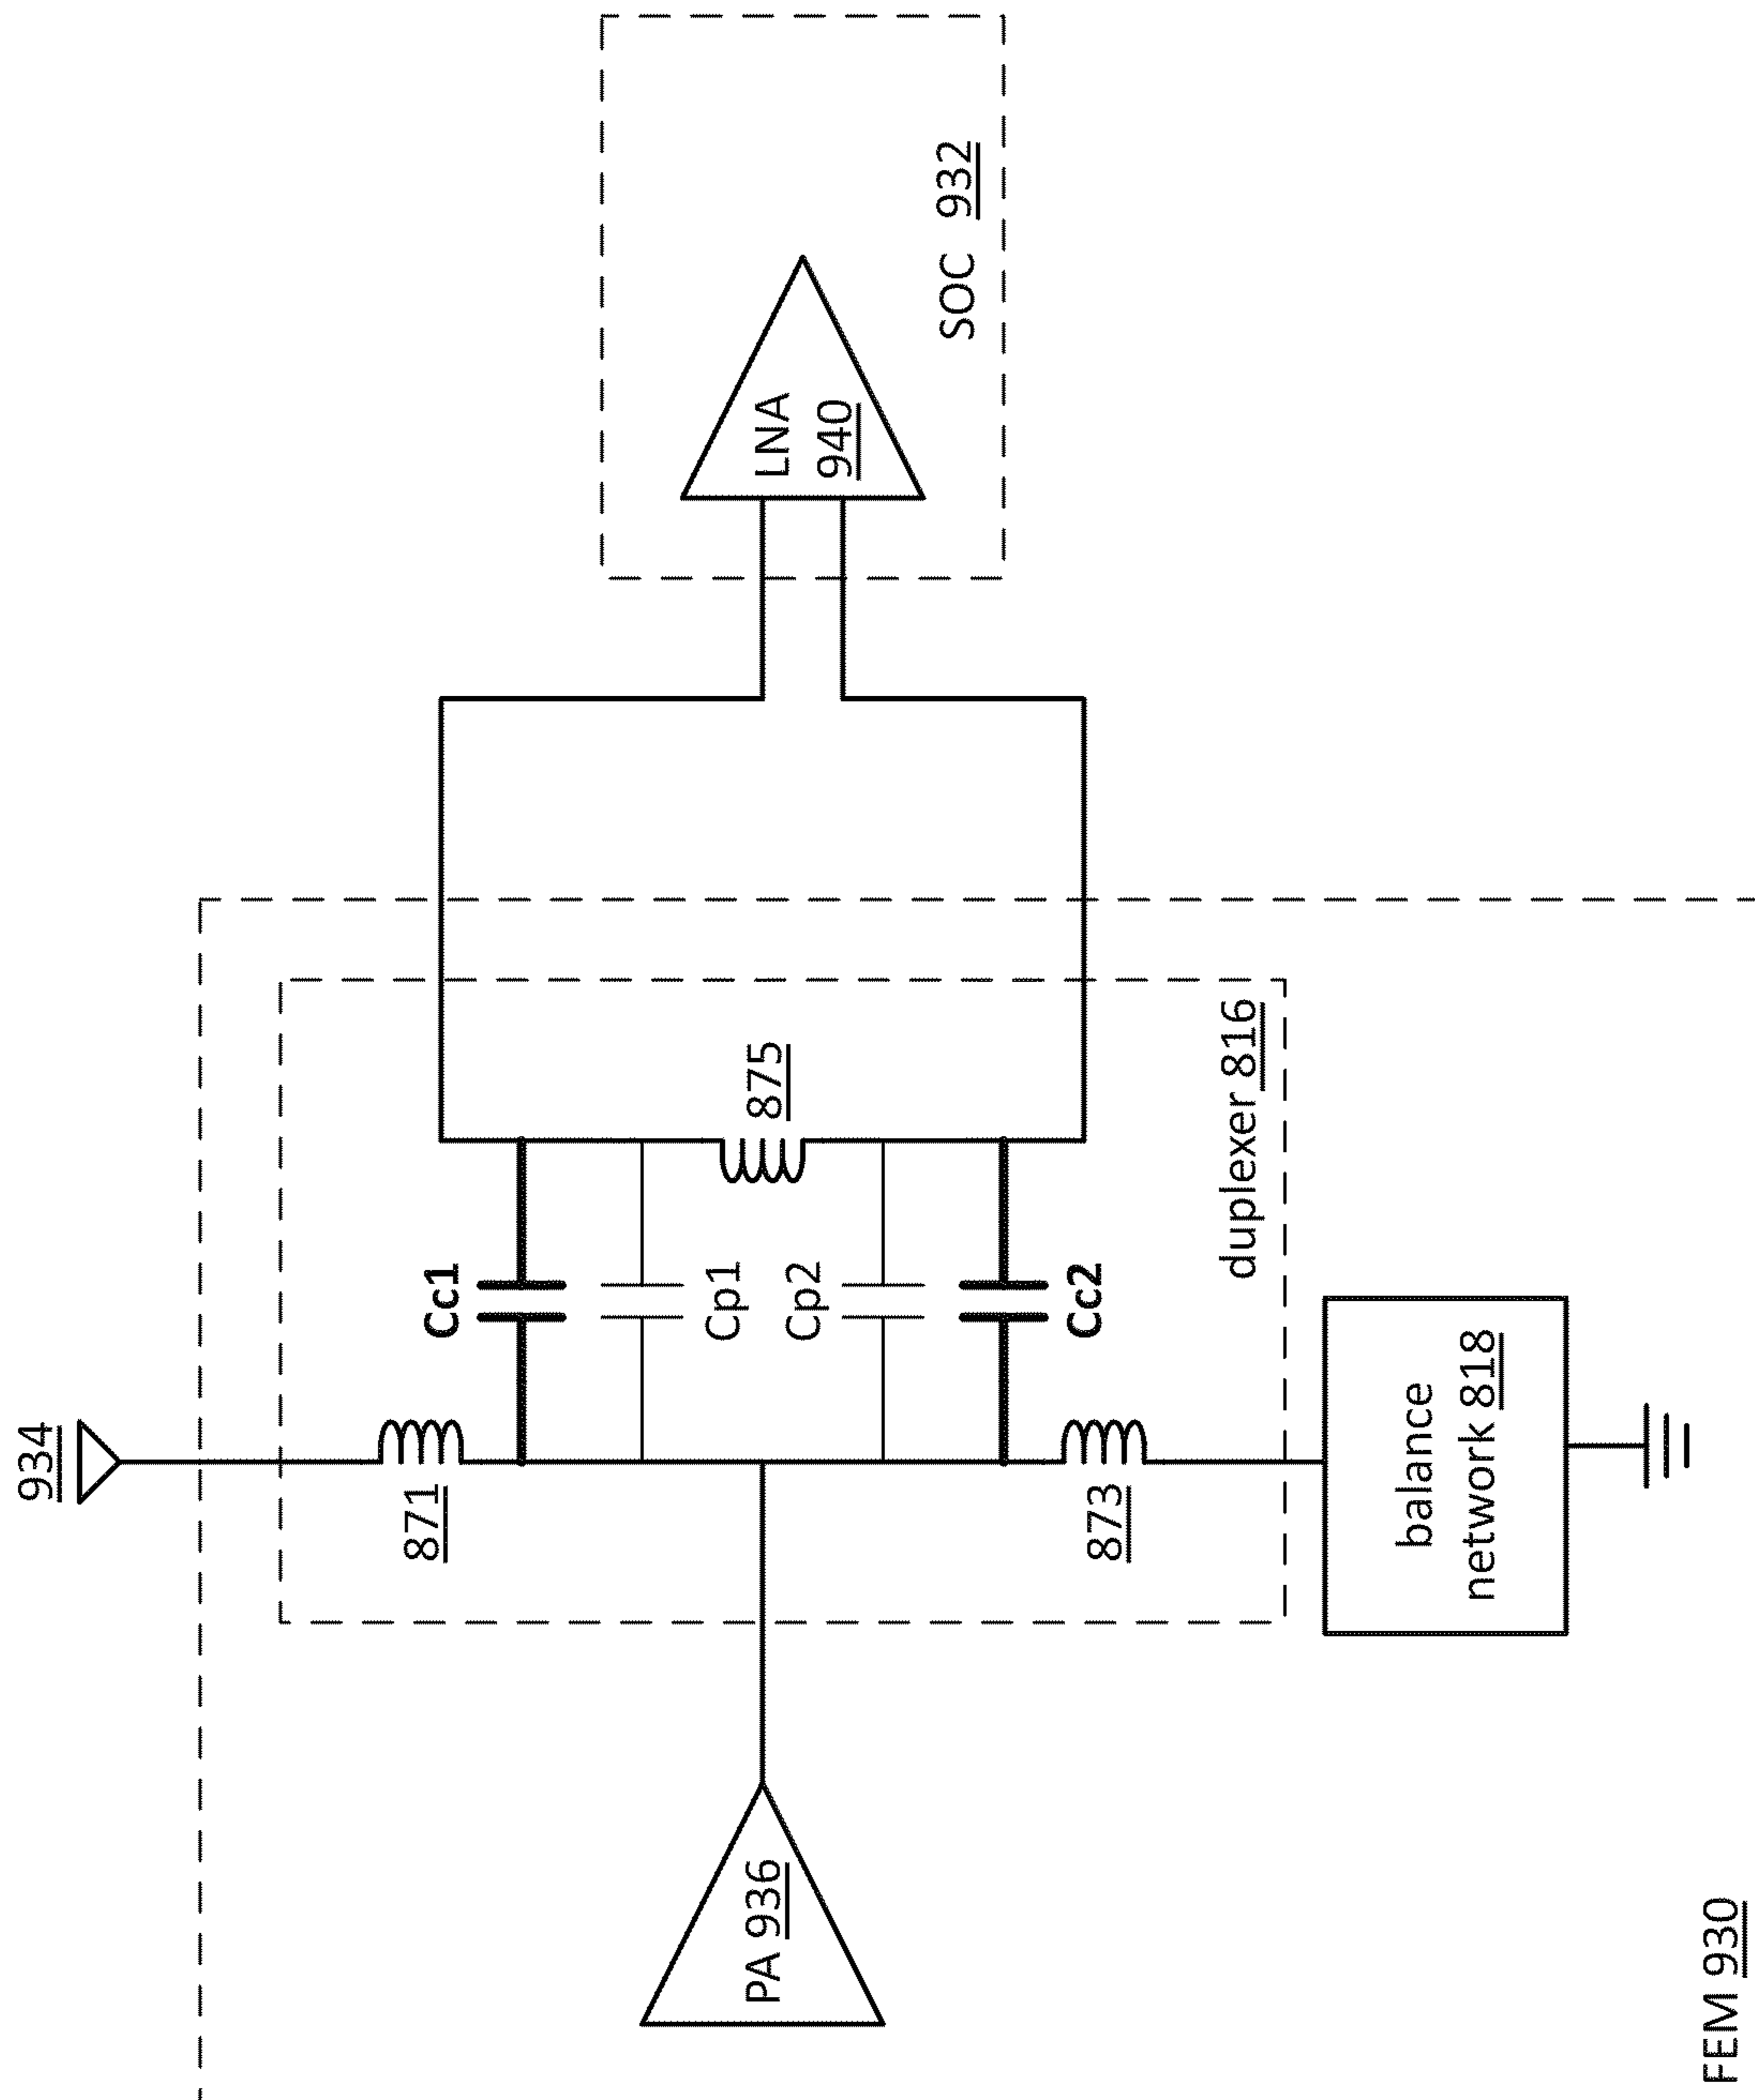 934
871
Cc1
Cp1
Cp2
Cc2
873
875
duplexer 816
balance
network 818
PA 936
LNA
940
SOC 932
FEM 930